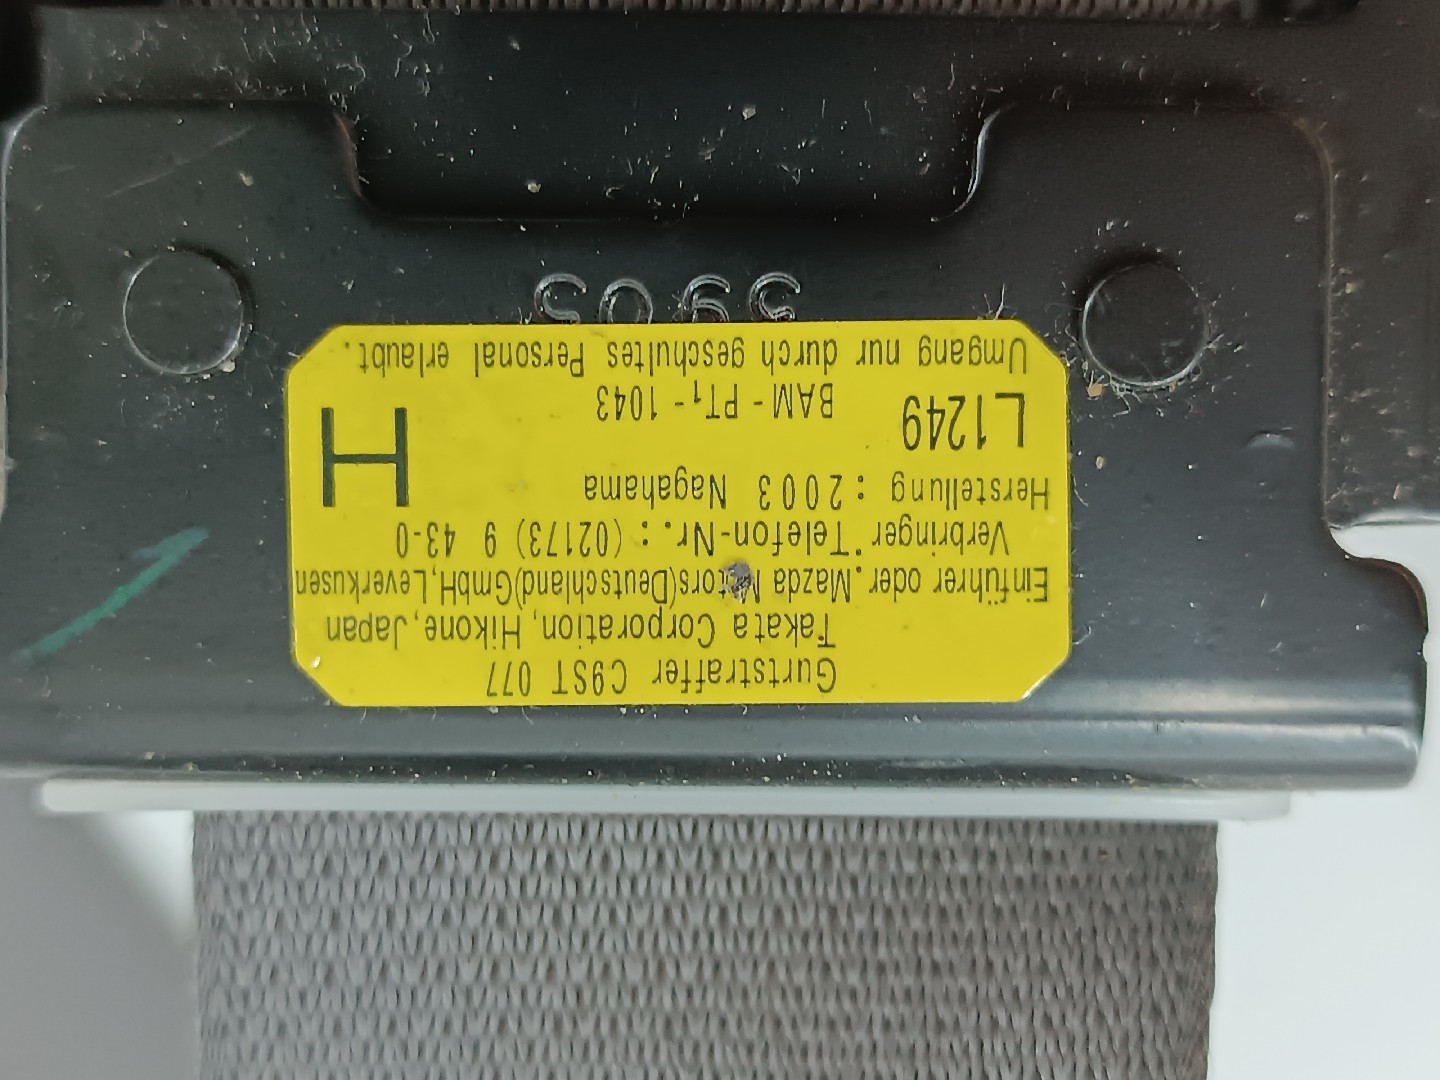 Gurtstraffer C9ST 077
Takata Corporation, Hikone, Japan
Einführer oder. Mazda Motors(Deutschland)GmbH, Leverkusen
Verbringer Telefon-Nr.: (02173) 9 43-0
Herstellung : 2003 Nagahama
L1249 BAM - PT1 - 1043
H
Umgang nur durch geschultes Personal erlaubt.